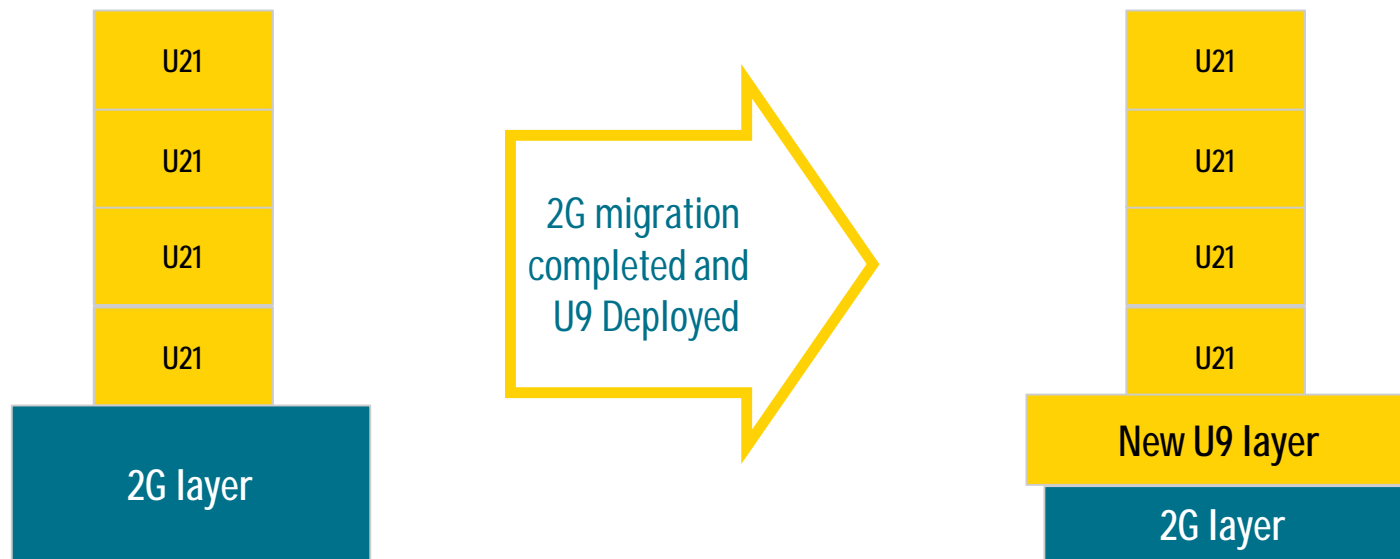 U21
U21
U21
U21
2G layer
2G migration
completed and
U9 Deployed
U21
U21
U21
U21
New U9 layer
2G layer